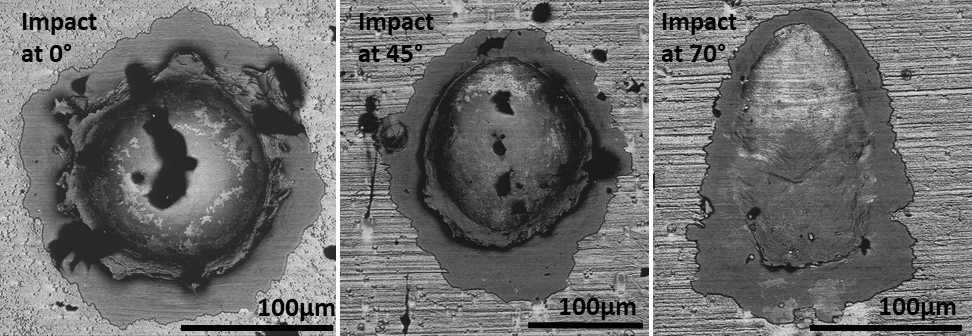 Impact
at 0°
100µm
Impact
at 45°
100µm
Impact
at 70°
100µm